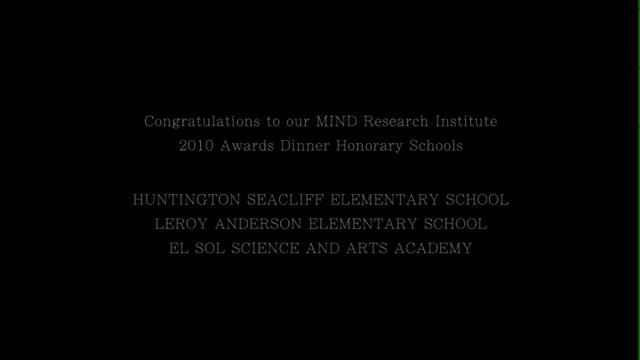 Congratulations to our MIND Research Institute
2010 Awards Dinner Honorary Schools
HUNTINGTON SEACLIFF ELEMENTARY SCHOOL
LEROY ANDERSON ELEMENTARY SCHOOL
EL SOL SCIENCE AND ARTS ACADEMY